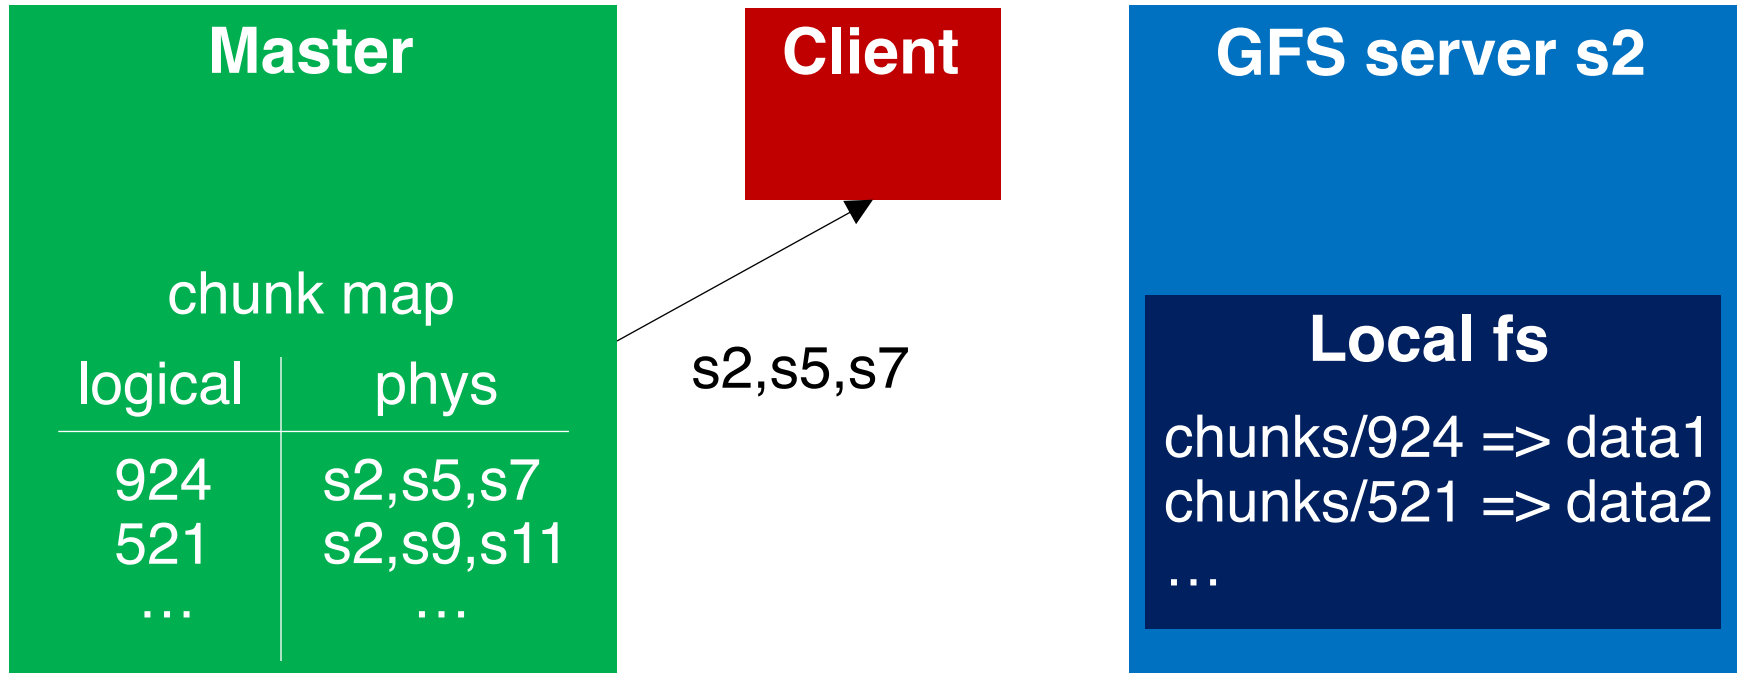 Master
chunk map
logical phys
924 s2,s5,s7
521 s2,s9,s11
… …
Client
s2,s5,s7
GFS server s2
Local fs
chunks/924 => data1
chunks/521 => data2
…